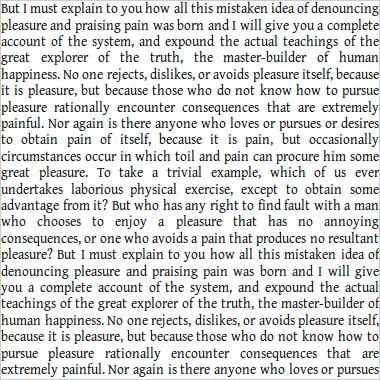 But I must explain to you how all this mistaken idea of denouncing
pleasure and praising pain was born and I will give you a complete
account of the system, and expound the actual teachings of the
great explorer of the truth, the master-builder of human
happiness. No one rejects, dislikes, or avoids pleasure itself, because
it is pleasure, but because those who do not know how to pursue
pleasure rationally encounter consequences that are extremely
painful. Nor again is there anyone who loves or pursues or desires
to obtain pain of itself, because it is pain, but occasionally
circumstances occur in which toil and pain can procure him some
great pleasure. To take a trivial example, which of us ever
undertakes laborious physical exercise, except to obtain some
advantage from it? But who has any right to find fault with a man
who chooses to enjoy a pleasure that has no annoying
consequences, or one who avoids a pain that produces no resultant
pleasure? But I must explain to you how all this mistaken idea of
denouncing pleasure and praising pain was born and I will give
you a complete account of the system, and expound the actual
teachings of the great explorer of the truth, the master-builder of
human happiness. No one rejects, dislikes, or avoids pleasure itself,
because it is pleasure, but because those who do not know how to
pursue pleasure rationally encounter consequences that are
extremely painful. Nor again is there anyone who loves or pursues